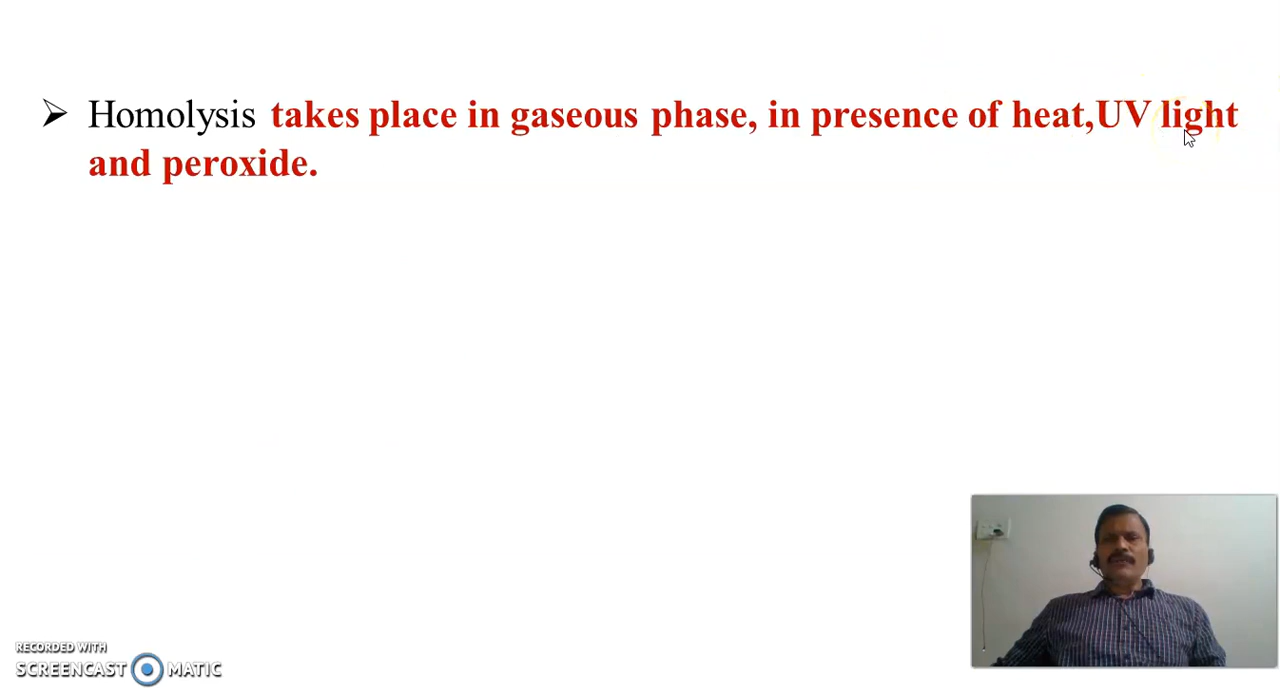 Homolysis takes place in gaseous phase, in presence of heat,UV light
and peroxide.
RECORDED WITH
SCREENCAST MATIC